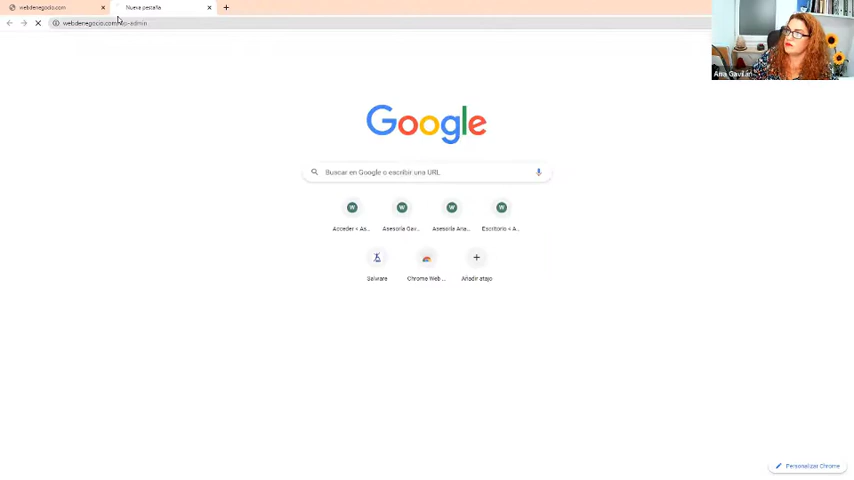 webdenegocio.com
Nueva pestaña
webdenegocio.com/wp-admin
Ana Gavilán
Google
Buscar en Google o escribir una URL
W
W
W
W
Acceder < As...
Asesoría Gav...
Asesoría Ana...
Escritorio < A...
Chrome Web ...
Añadir atajo
Personalizar Chrome